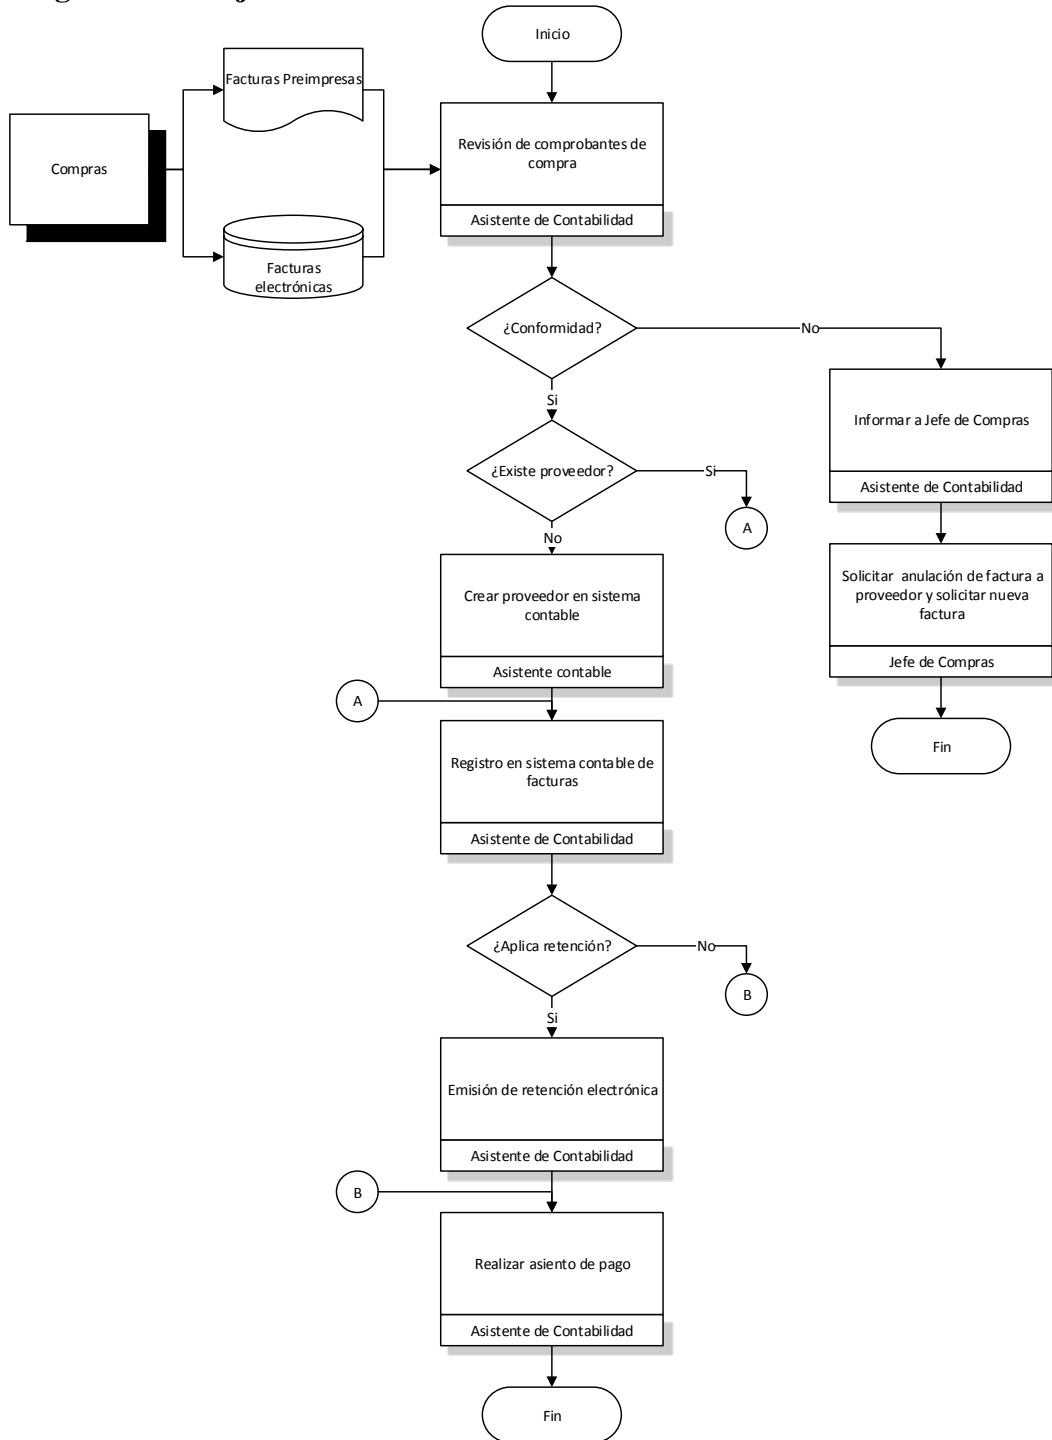 Inicio
Facturas Preimpresas
Compras
Facturas
electrónicas
Revisión de comprobantes de
compra
Asistente de Contabilidad
¿Conformidad?
No
Si
Informar a Jefe de Compras
Asistente de Contabilidad
¿Existe proveedor?
Si
A
No
Solicitar anulación de factura a
proveedor y solicitar nueva
factura
Jefe de Compras
Fin
Crear proveedor en sistema
contable
Asistente contable
A
Registro en sistema contable de
facturas
Asistente de Contabilidad
¿Aplica retención?
No
B
Si
Emisión de retención electrónica
Asistente de Contabilidad
B
Realizar asiento de pago
Asistente de Contabilidad
Fin